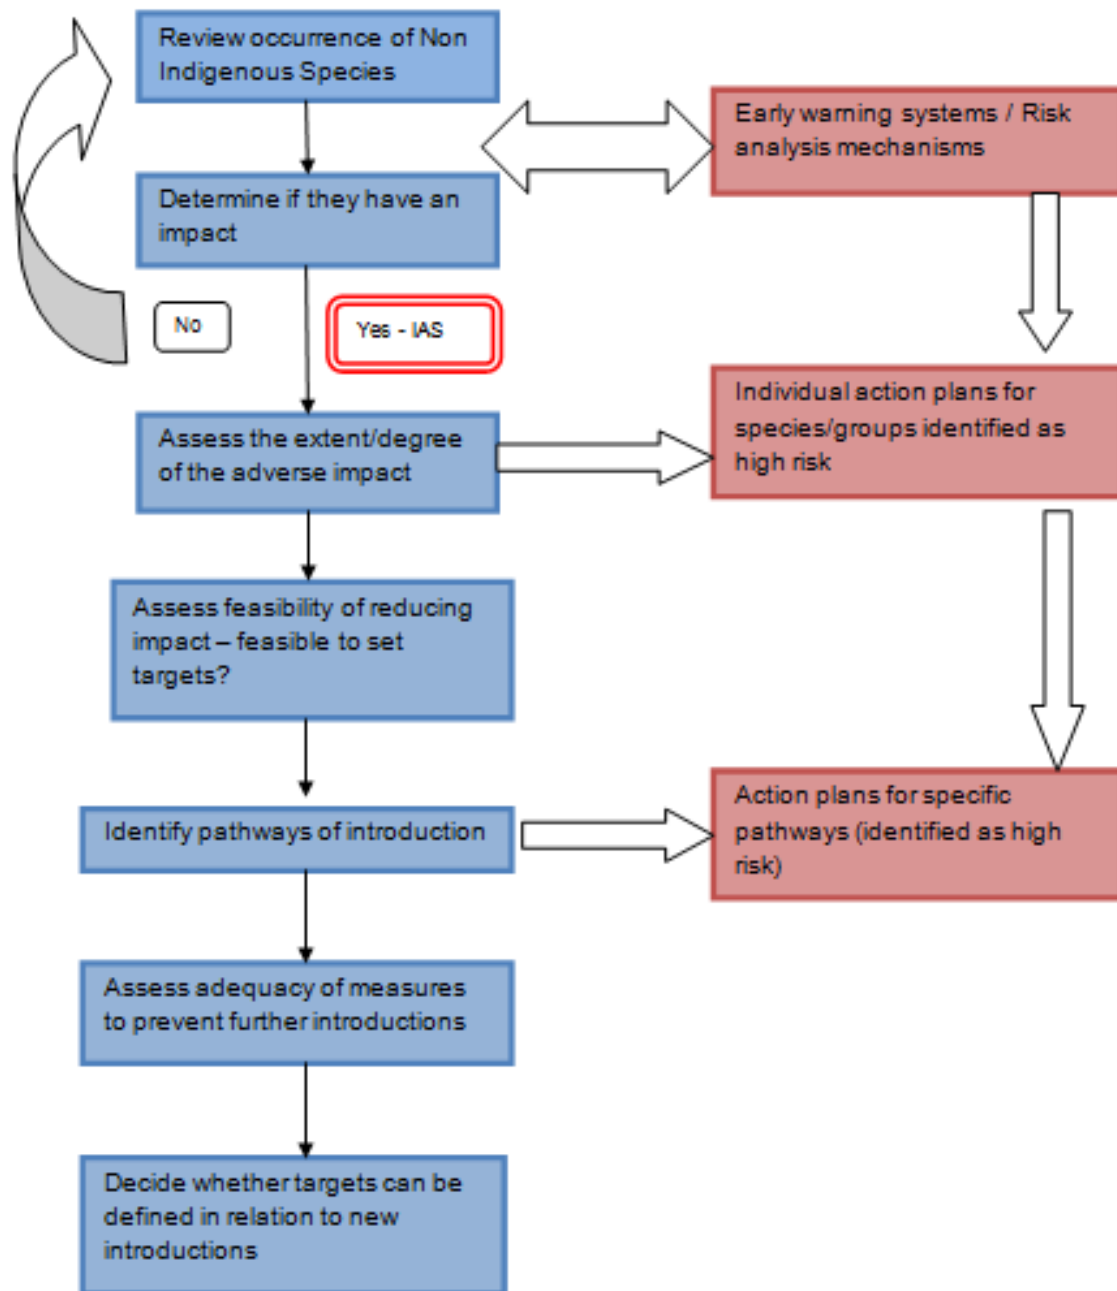 Review occurrence of Non
Indigenous Species
Early warning systems / Risk
analysis mechanisms
Determine if they have an
impact
No
Yes - IAS
Individual action plans for
species/groups identified as
high risk
Assess the extent/degree
of the adverse impact
Assess feasibility of reducing
impact – feasible to set
targets?
Action plans for specific
pathways (identified as high
risk)
Identify pathways of introduction
Assess adequacy of measures
to prevent further introductions
Decide whether targets can be
defined in relation to new
introductions